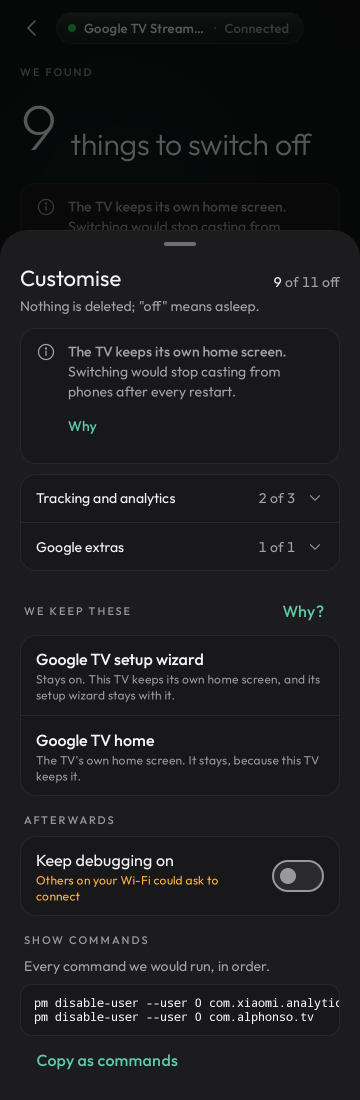 Google TV Stream... · Connected
WE FOUND
9 things to switch off
The TV keeps its own home screen.
Switching would stop casting from
Customise
9 of 11 off
Nothing is deleted; "off" means asleep.
The TV keeps its own home screen.
Switching would stop casting from
phones after every restart.
Why
Tracking and analytics 2 of 3
Google extras 1 of 1
WE KEEP THESE Why?
Google TV setup wizard
Stays on. This TV keeps its own home screen, and its
setup wizard stays with it.
Google TV home
The TV's own home screen. It stays, because this TV
keeps it.
AFTERWARDS
Keep debugging on
Others on your Wi-Fi could ask to
connect
SHOW COMMANDS
Every command we would run, in order.
pm disable-user --user 0 com.xiaomi.analytic
pm disable-user --user 0 com.alphonso.tv
Copy as commands